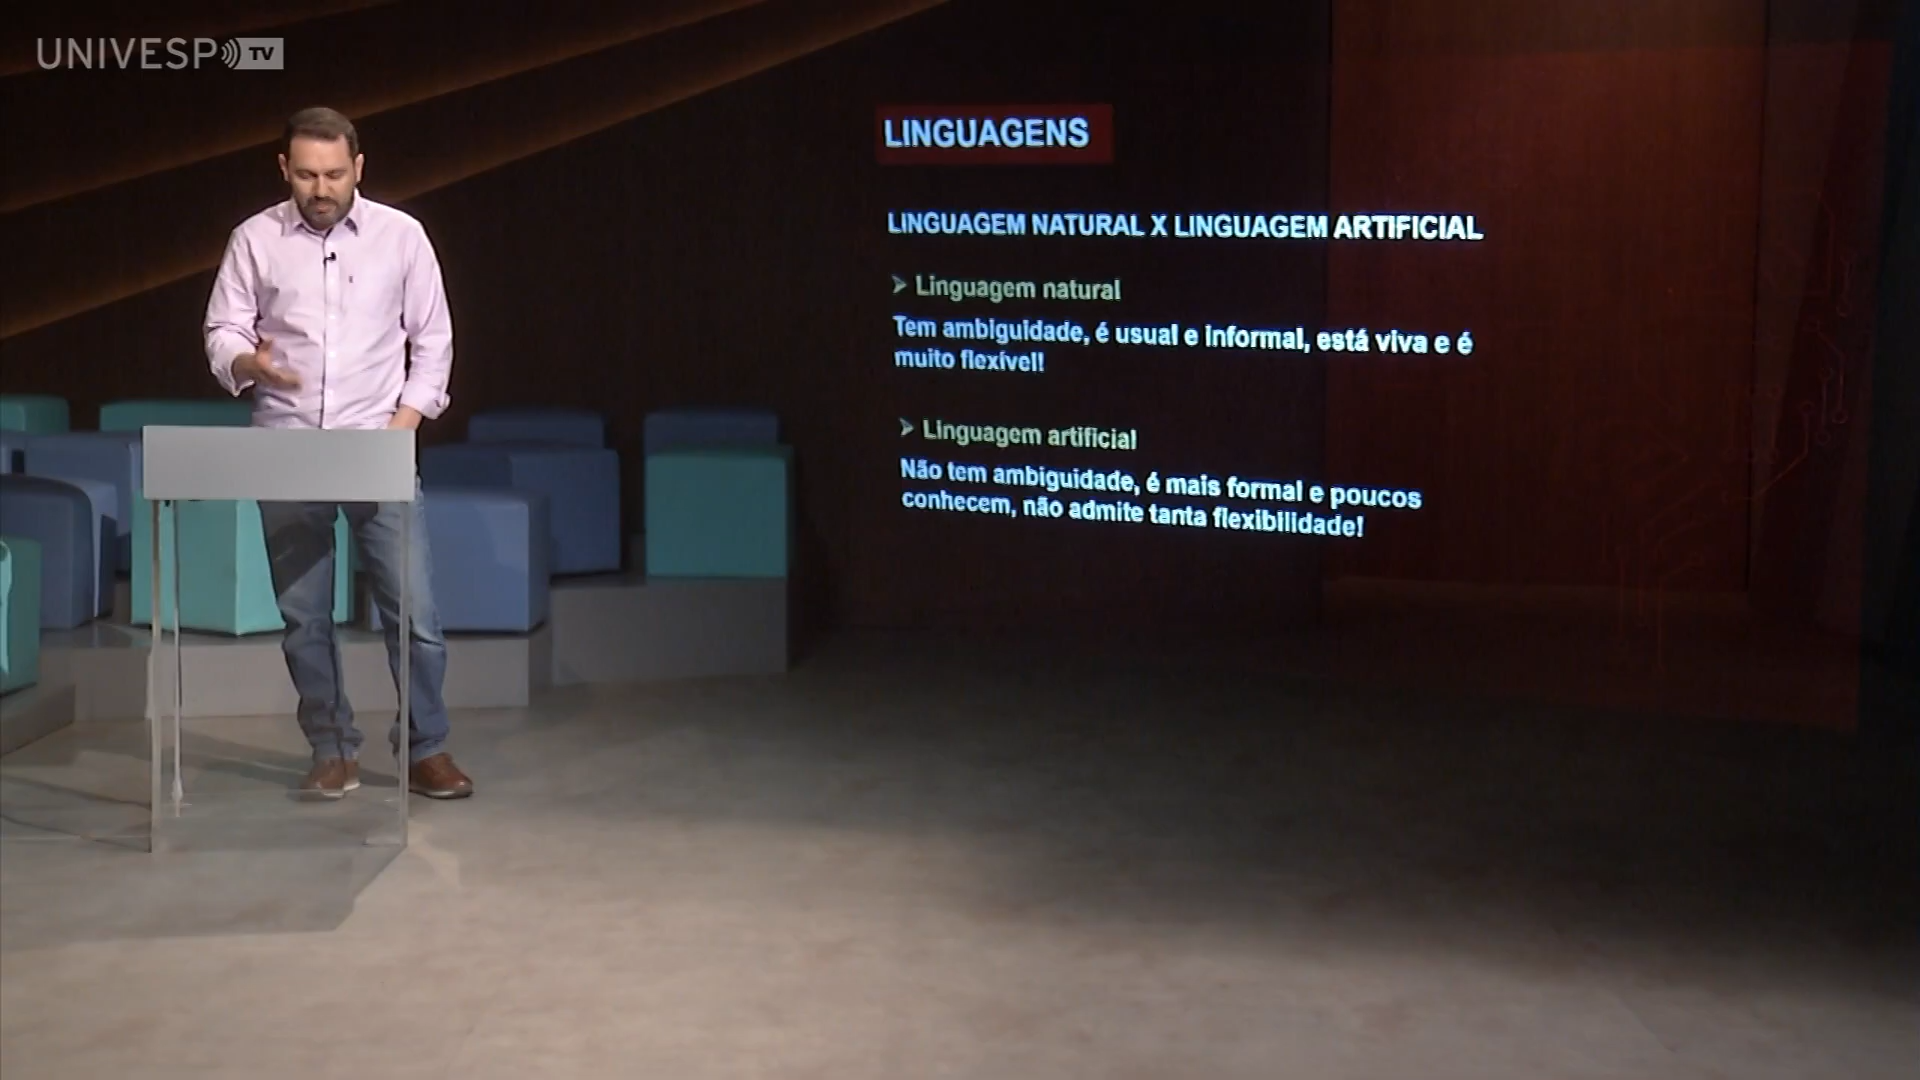 UNIVESP TV
LINGUAGENS
LINGUAGEM NATURAL X LINGUAGEM ARTIFICIAL
➤ Linguagem natural
Tem ambiguidade, é usual e informal, está viva e é
muito flexível!
➤ Linguagem artificial
Não tem ambiguidade, é mais formal e poucos
conhecem, não admite tanta flexibilidade!